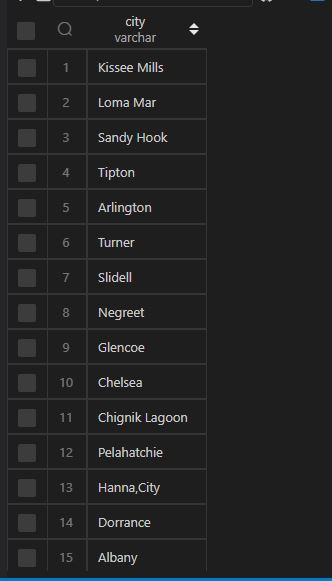 city
varchar
1 Kissee Mills
2 Loma Mar
3 Sandy Hook
4 Tipton
5 Arlington
6 Turner
7 Slidell
8 Negreet
9 Glencoe
10 Chelsea
11 Chignik Lagoon
12 Pelahatchie
13 Hanna,City
14 Dorrance
15 Albany